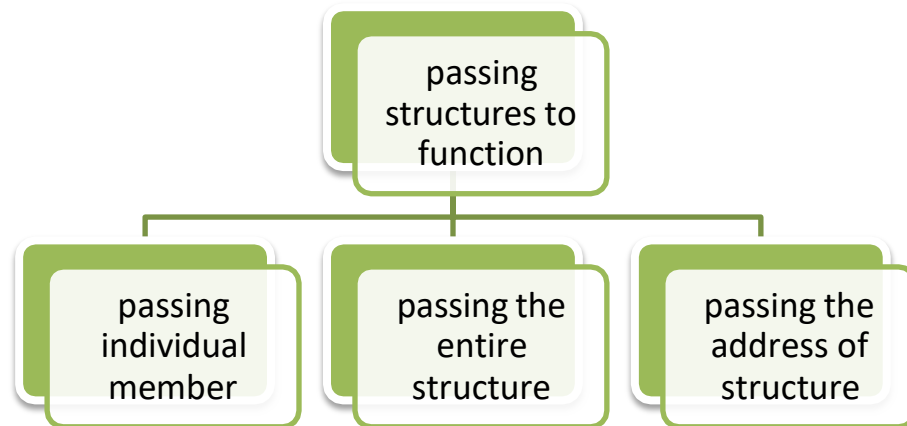 passing
structures to
function
passing
individual
member
passing the
entire
structure
passing the
address of
structure